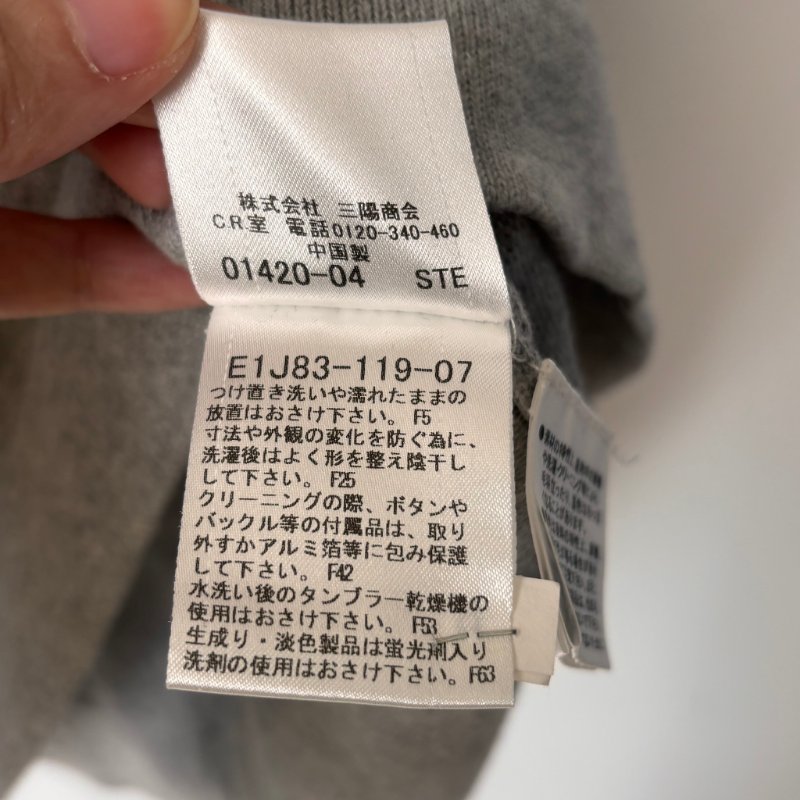 株式会社 三陽商会
C.R.室 電話0120-340-460
中国製
01420-04 STE
E1J83-119-07
つけ置き洗いや濡れたままの
放置はおさけ下さい。 F5
寸法や外観の変化を防ぐ為に、
洗濯後はよく形を整え陰干し
して下さい。 F25
クリーニングの際、ボタンや
バックル等の付属品は、取り
外すかアルミ箔等に包み保護
して下さい。 F42
水洗い後のタンブラー乾燥機の
使用はおさけ下さい。 F53
生成り・淡色製品は蛍光剤入り
洗剤の使用はおさけ下さい。 F63